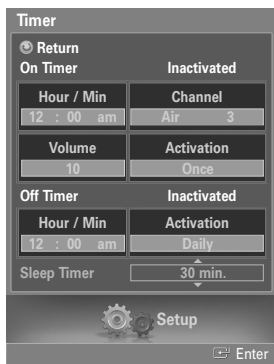 Timer
Return
On Timer Inactivated
Hour / Min Channel
12 : 00 am Air 3
Volume Activation
10 Once
Off Timer Inactivated
Hour / Min Activation
12 : 00 am Daily
Sleep Timer 30 min.
Setup
Enter